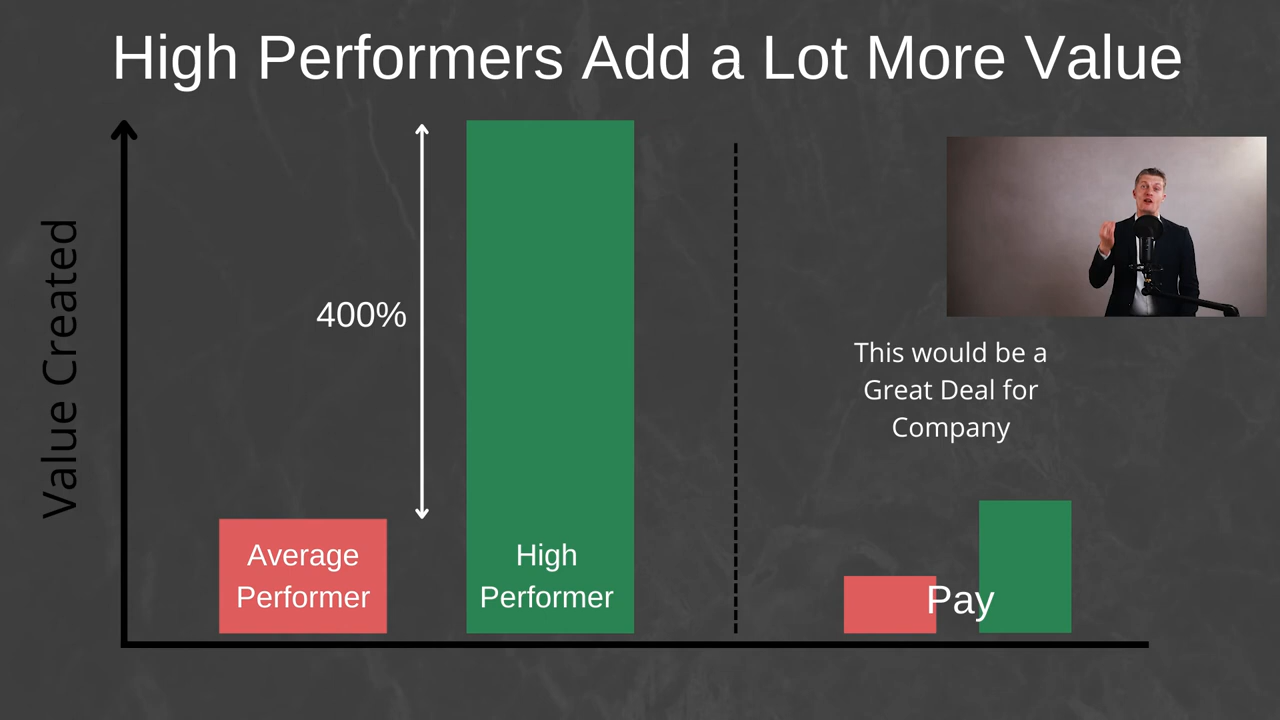 High Performers Add a Lot More Value
Value Created
400%
Average
Performer
High
Performer
This would be a
Great Deal for
Company
Pay